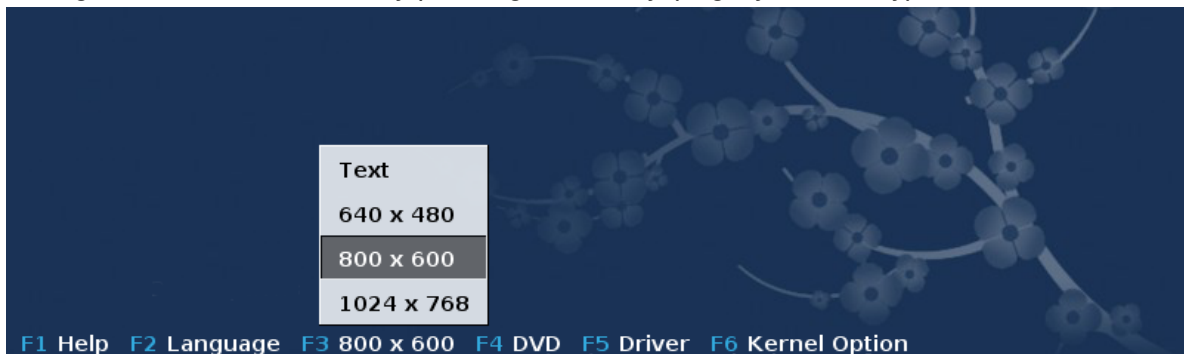 Text
640 x 480
800 x 600
1024 x 768
F1 Help F2 Language F3 800 x 600 F4 DVD F5 Driver F6 Kernel Option